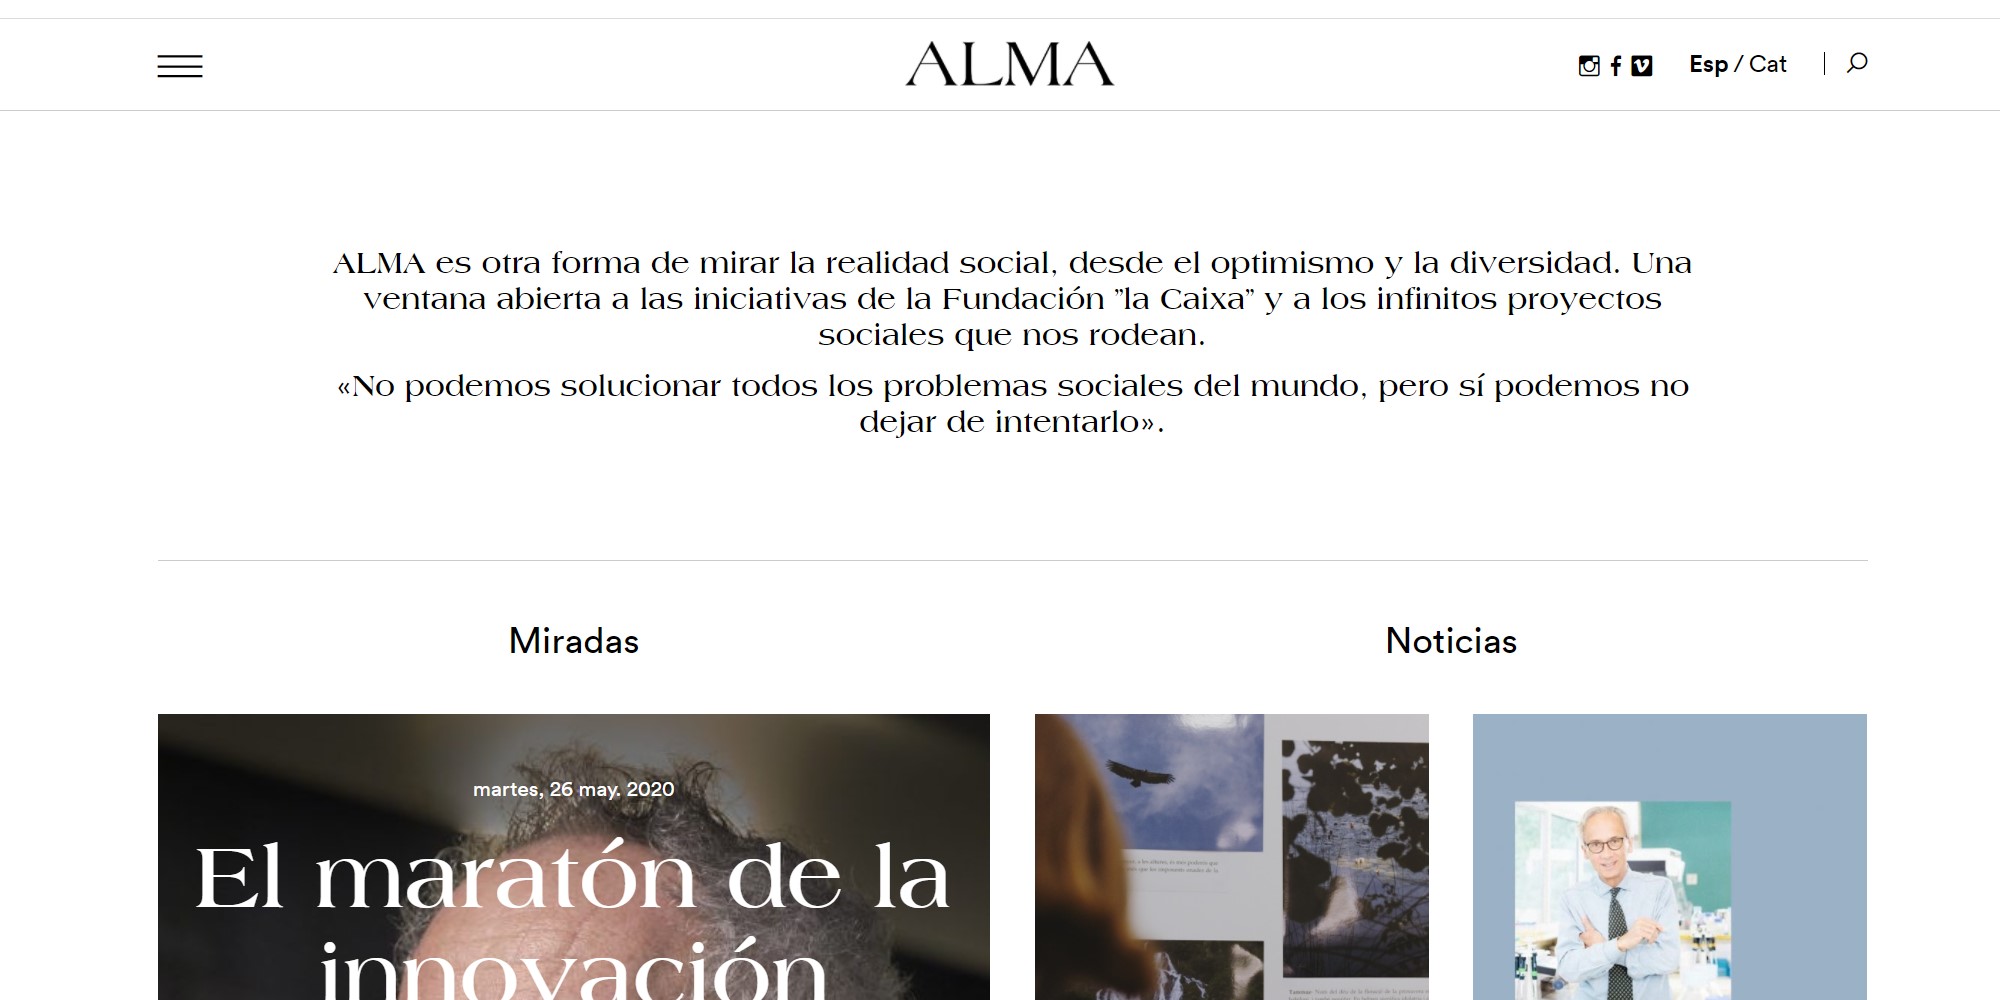 ALMA
Esp / Cat
ALMA es otra forma de mirar la realidad social, desde el optimismo y la diversidad. Una
ventana abierta a las iniciativas de la Fundación ”la Caixa” y a los infinitos proyectos
sociales que nos rodean.
«No podemos solucionar todos los problemas sociales del mundo, pero sí podemos no
dejar de intentarlo».
Miradas
Noticias
martes, 26 may. 2020
El maratón de la
innovación